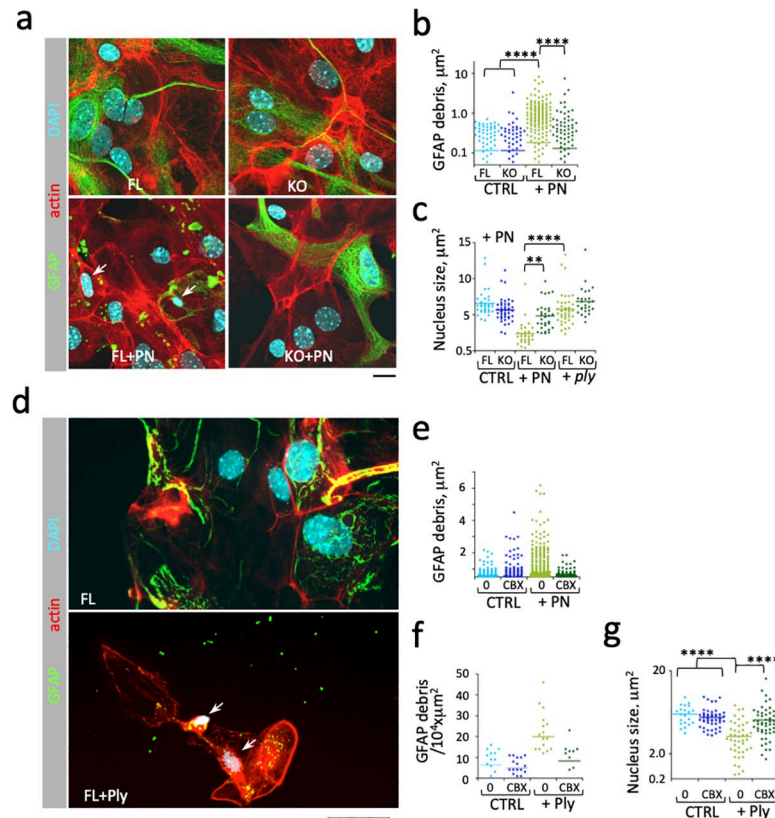 a
GFAP actin DAPI
FL
KO
FL+PN
KO+PN
b
GFAP debris, μm²
10
1.0
0.1
****
****
FL KO FL KO
CTRL + PN
c
Nucleus size, μm²
+ PN
15
10
5
0.5
****
**
FL KO FL KO FL KO
CTRL + PN + ply
d
GFAP actin DAPI
FL
FL+Ply
e
GFAP debris, μm²
6
4
2
0 CBX 0 CBX
CTRL + PN
f
GFAP debris
50
40
30
20
10
0
0 CBX 0 CBX
CTRL + Ply
g
Nucleus size, μm²
20
2.0
0.2
****
****
0 CBX 0 CBX
CTRL + Ply